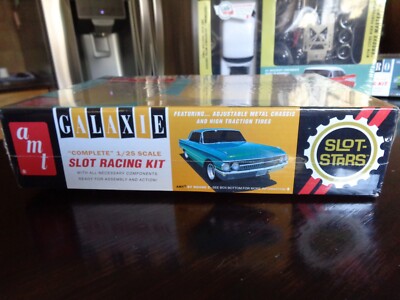 amt
GALAXIE
"COMPLETE" 1/25 SCALE
SLOT RACING KIT
WITH ALL NECESSARY COMPONENTS
READY FOR ASSEMBLY AND ACTION!
FEATURING... ADJUSTABLE METAL CHASSIS
AND HIGH TRACTION TIRES
SLOT-
STARS